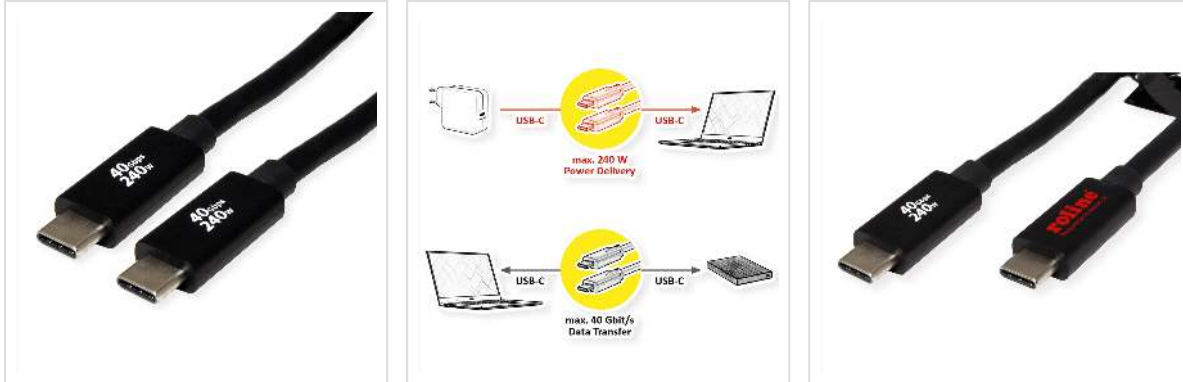 40Gbps
240W
40Gbps
240W
USB-C
USB-C
max. 240 W
Power Delivery
USB-C
USB-C
max. 40 Gbit/s
Data Transfer
40Gbps
240W
roline